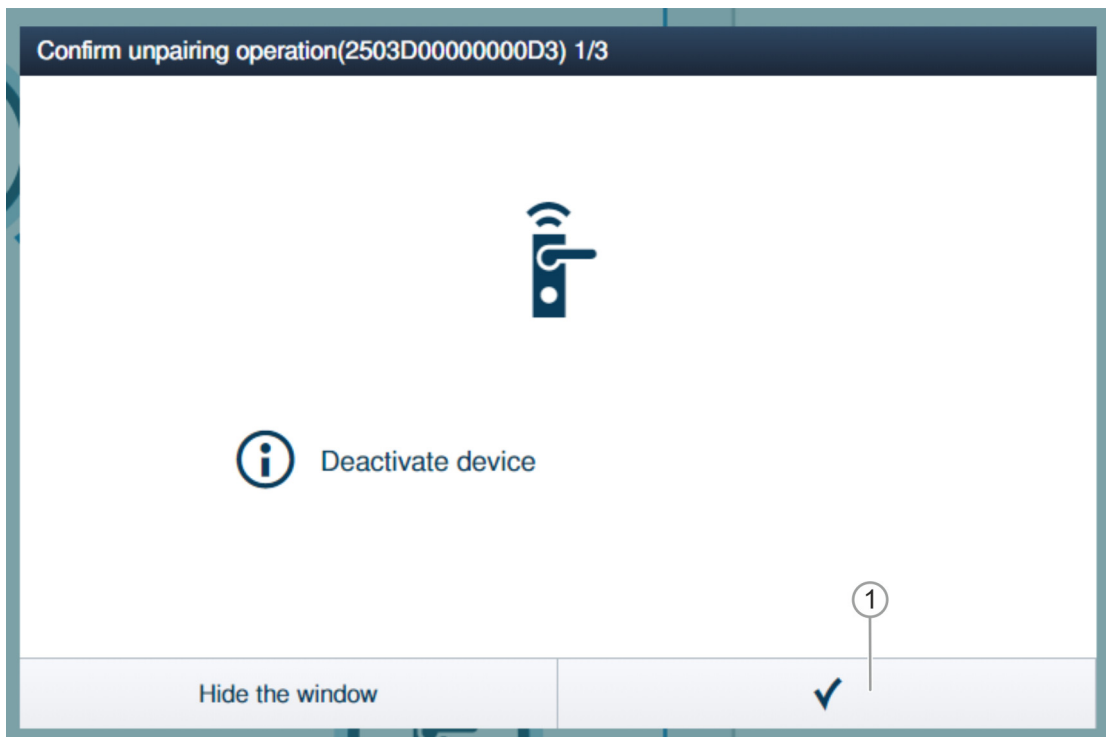 Confirm unpairing operation(2503D00000000D3) 1/3
Deactivate device
1
Hide the window